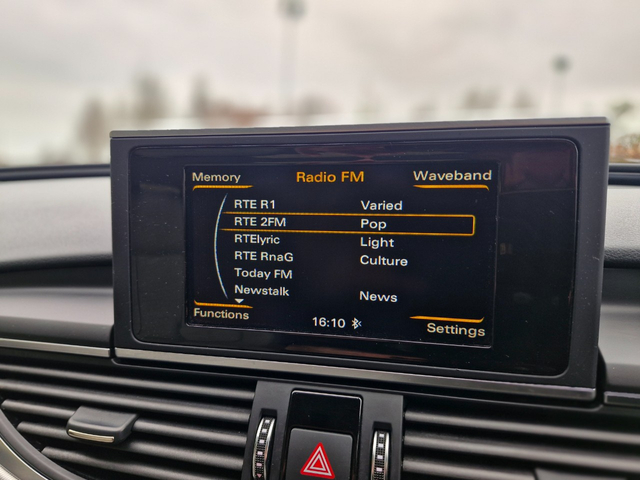 Memory Radio FM Waveband
RTE R1 Varied
RTE 2FM Pop
RTElyric Light
RTE RnaG Culture
Today FM
Newstalk News
Functions 16:10 Settings